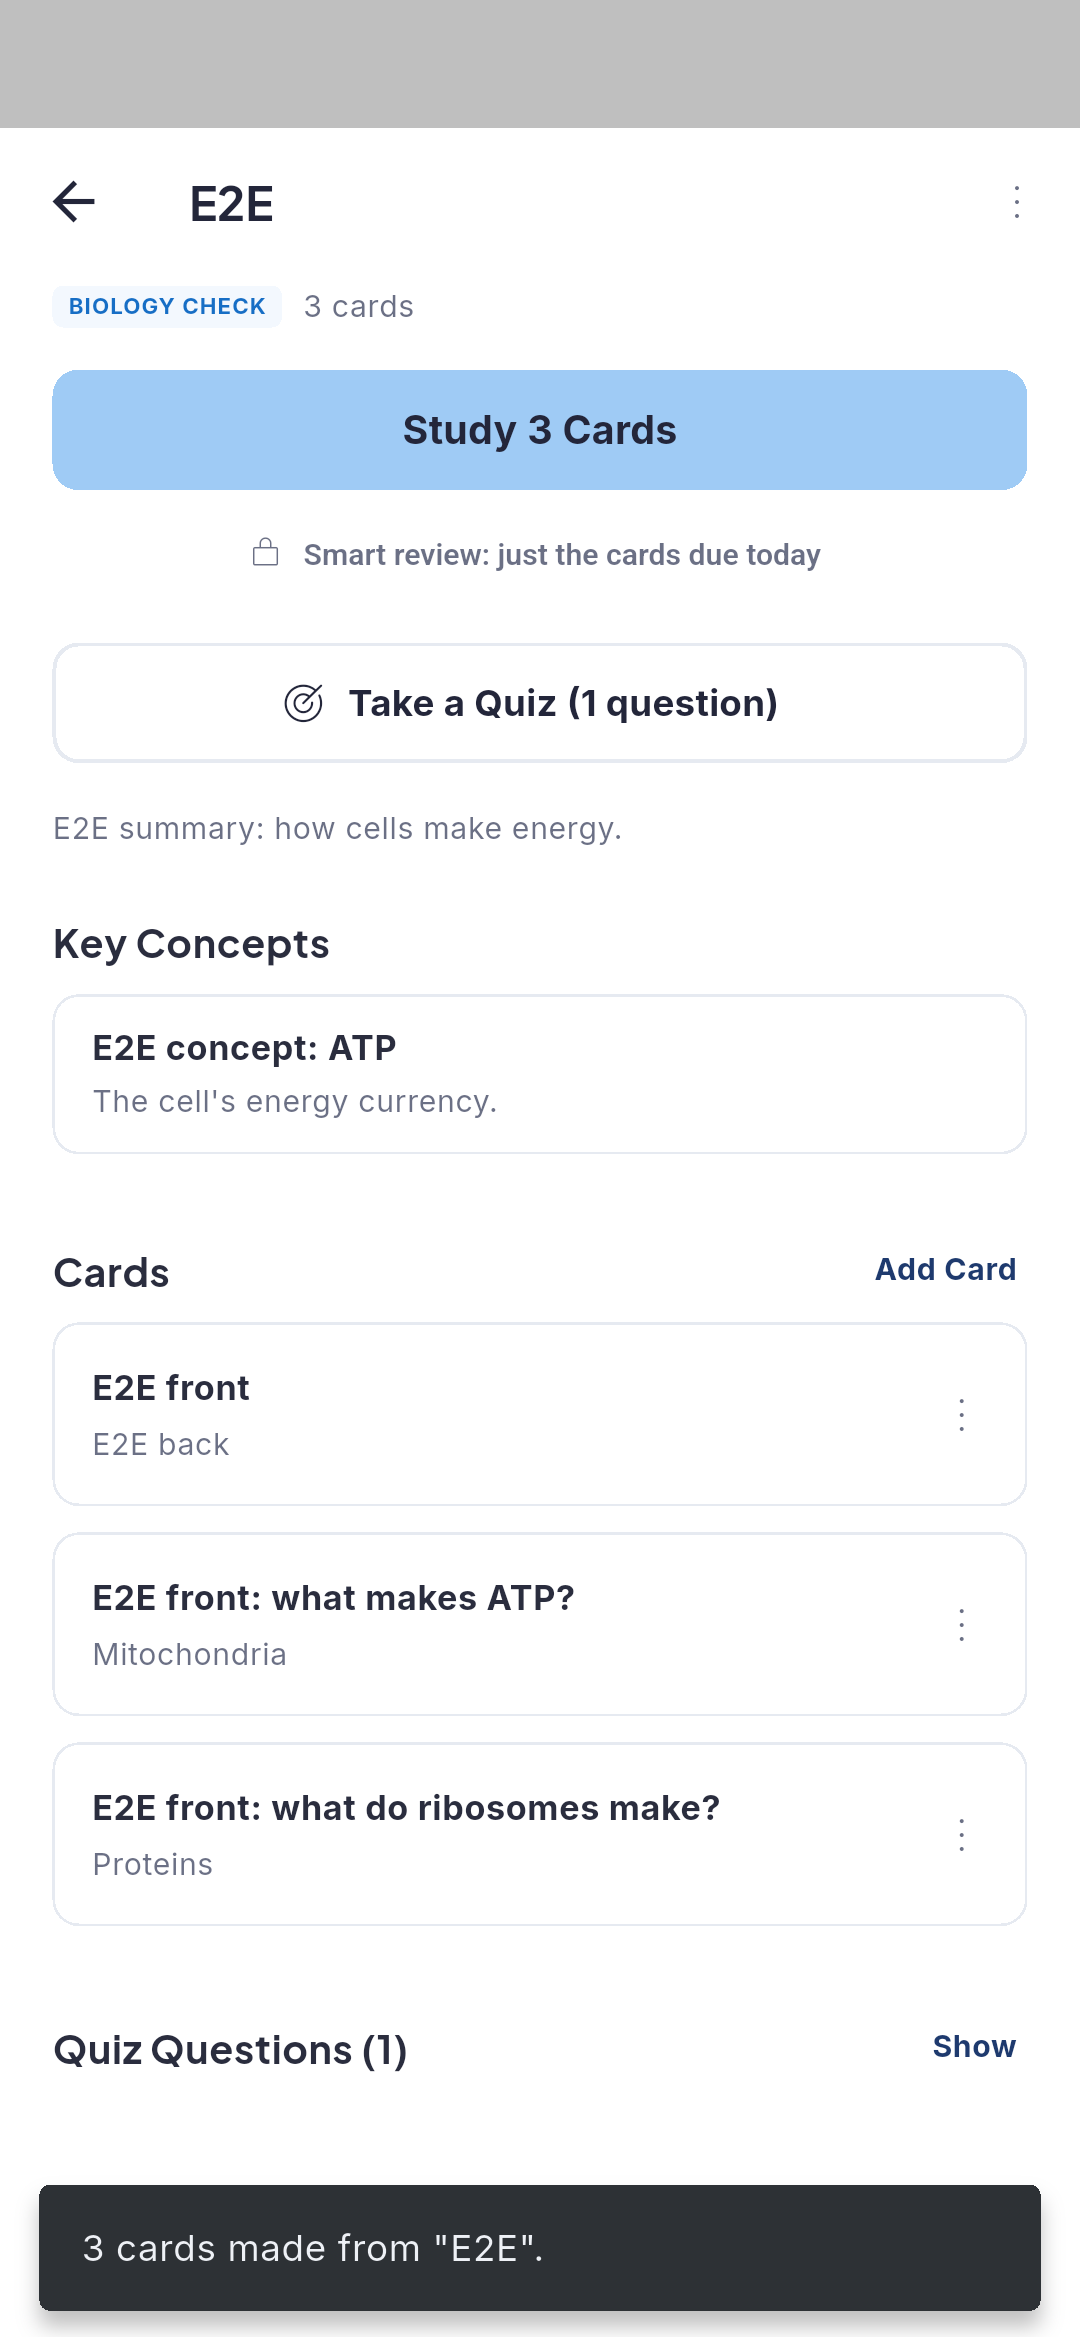 E2E
BIOLOGY CHECK 3 cards
Study 3 Cards
Smart review: just the cards due today
Take a Quiz (1 question)
E2E summary: how cells make energy.
Key Concepts
E2E concept: ATP
The cell's energy currency.
Cards Add Card
E2E front
E2E back
E2E front: what makes ATP?
Mitochondria
E2E front: what do ribosomes make?
Proteins
Quiz Questions (1) Show
3 cards made from "E2E".